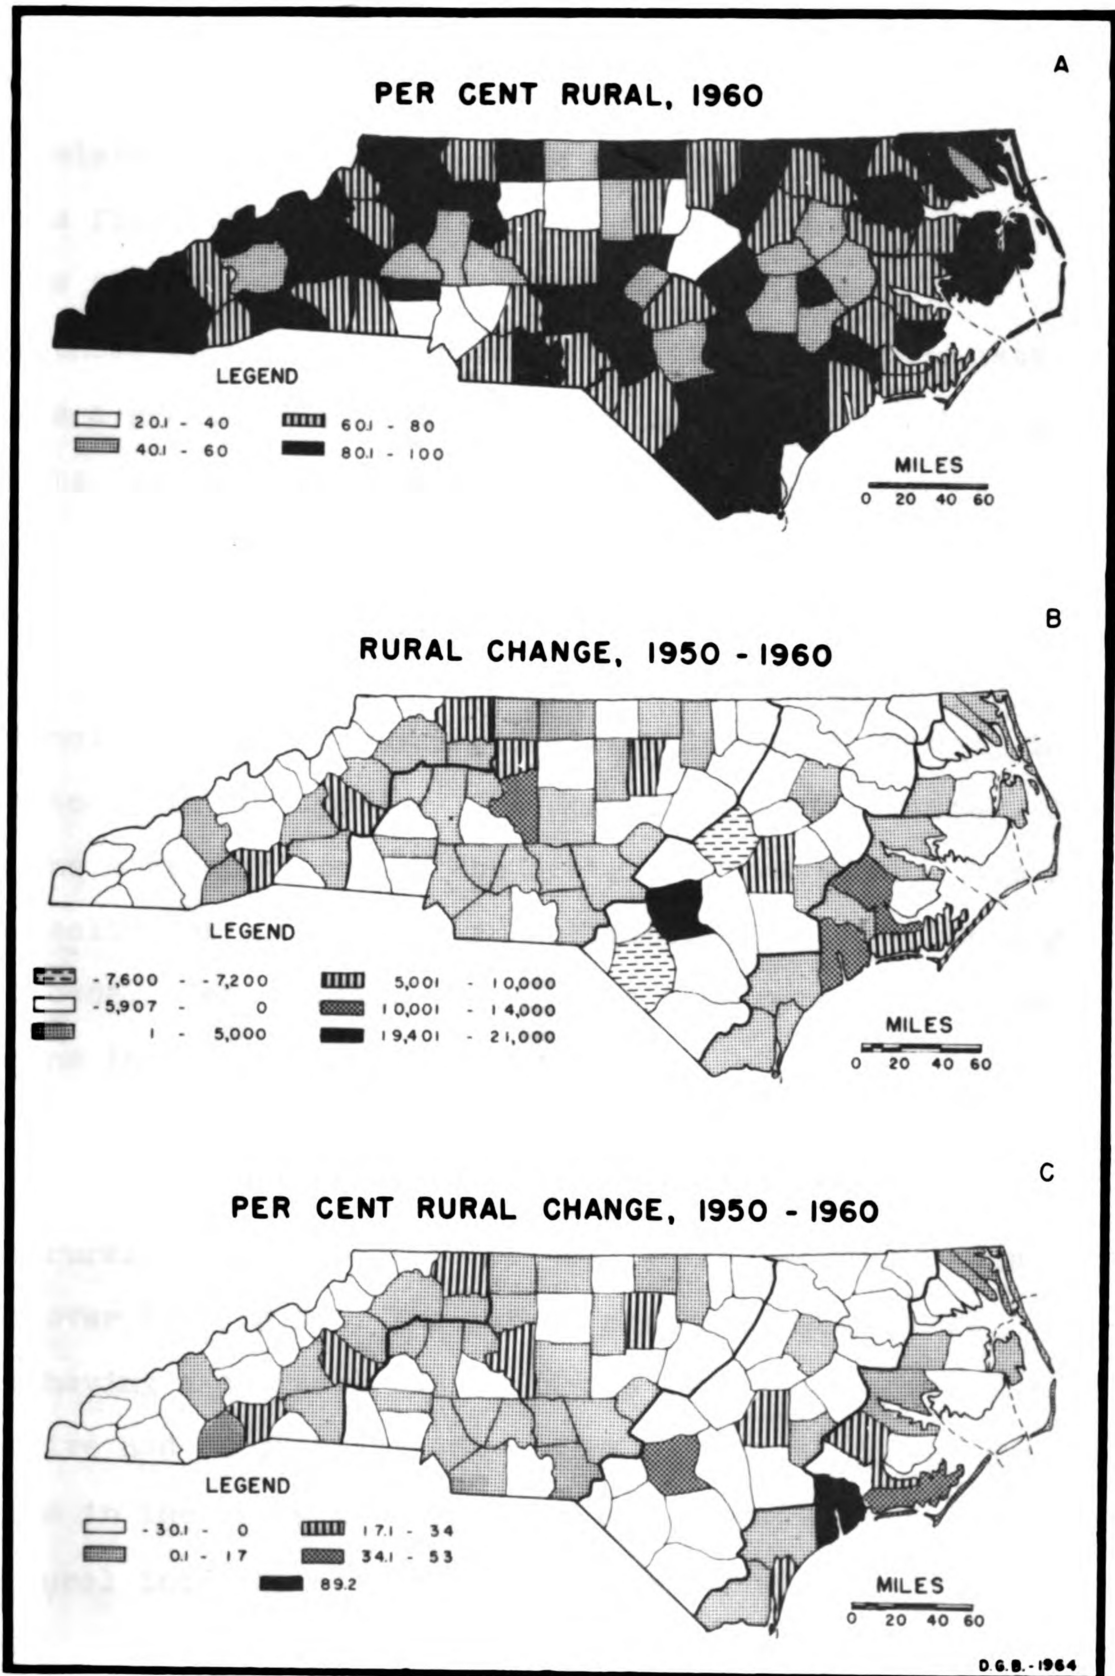 A
PER CENT RURAL, 1960
LEGEND
20.1 - 40
60.1 - 80
40.1 - 60
80.1 - 100
MILES
0 20 40 60
B
RURAL CHANGE, 1950 - 1960
LEGEND
-7,600 - -7,200
5,001 - 10,000
-5,907 - 0
10,001 - 14,000
1 - 5,000
19,401 - 21,000
MILES
0 20 40 60
C
PER CENT RURAL CHANGE, 1950 - 1960
LEGEND
-30.1 - 0
17.1 - 34
0.1 - 17
34.1 - 53
89.2
MILES
0 20 40 60
D.G.B. - 1964